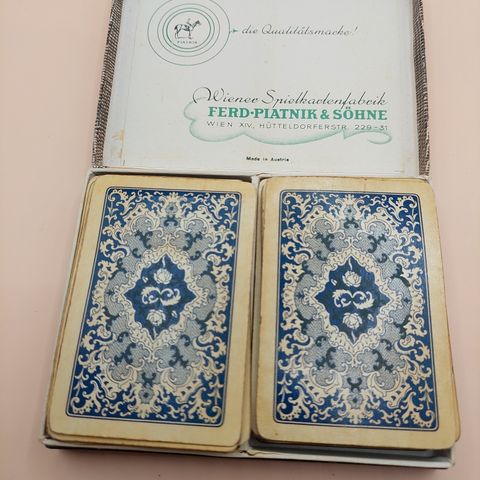 PIATNIK
die Qualitätsmarke!
Wiener Spielkartenfabrik
FERD·PIATNIK & SÖHNE
WIEN XIV., HÜTTELDORFERSTR. 229-31
Made in Austria